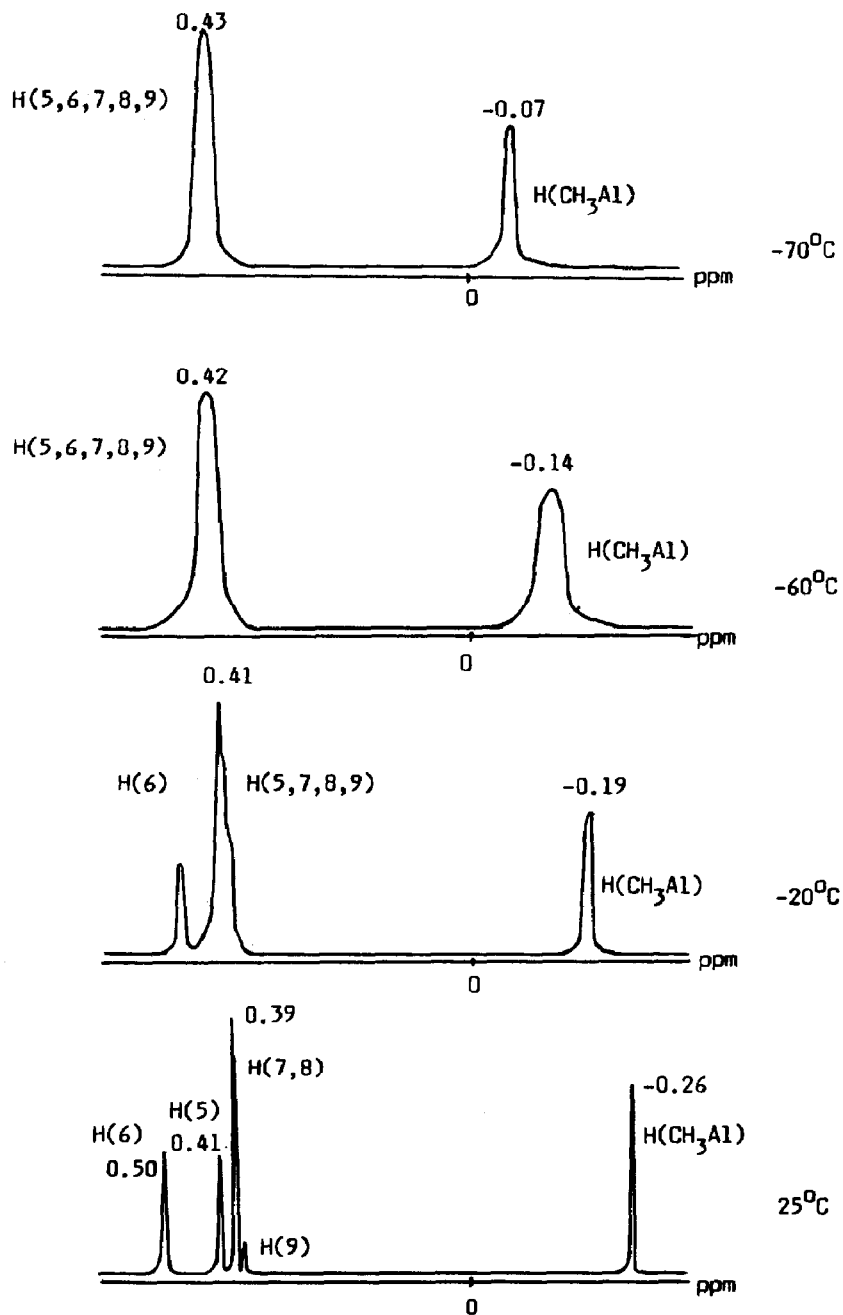 0.43
H(5,6,7,8,9)
-0.07
H(CH3Al)
-70°C
ppm
0
0.42
H(5,6,7,8,9)
-0.14
H(CH3Al)
-60°C
ppm
0
0.41
H(6)
H(5,7,8,9)
-0.19
H(CH3Al)
-20°C
ppm
0
0.39
H(7,8)
-0.26
H(5)
H(6)
0.41
H(CH3Al)
0.50
25°C
H(9)
ppm
0